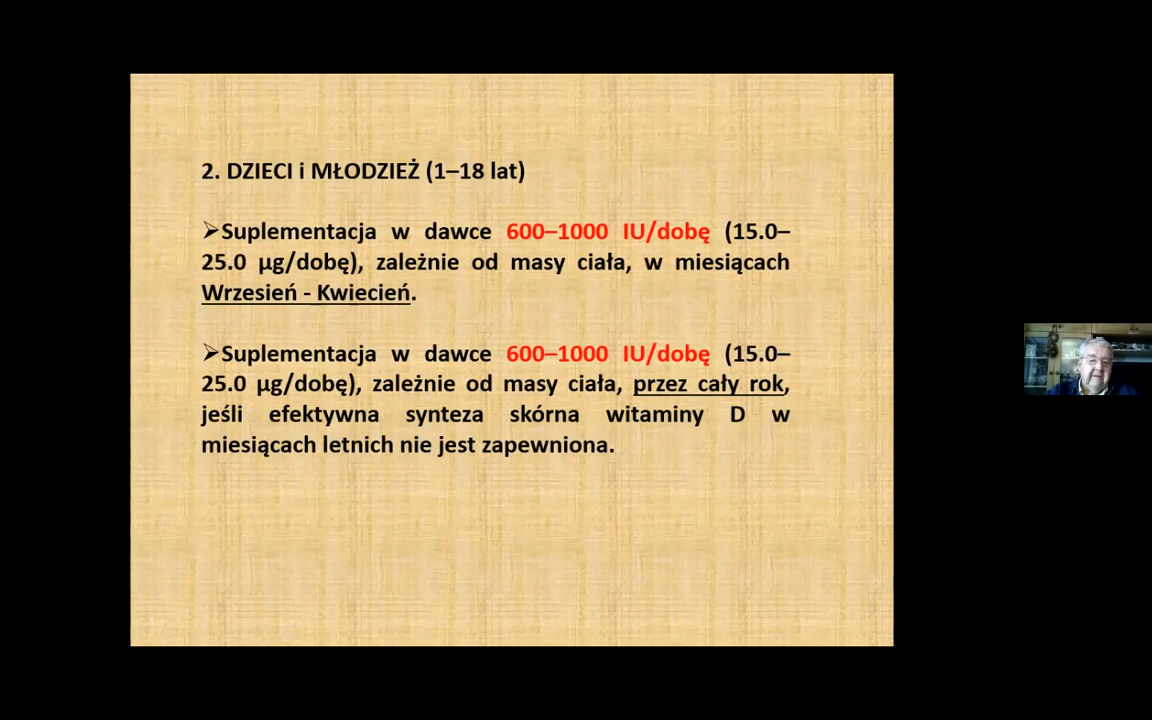 2. DZIECI i MŁODZIEŻ (1–18 lat)
➢Suplementacja w dawce 600–1000 IU/dobę (15.0–
25.0 µg/dobę), zależnie od masy ciała, w miesiącach
Wrzesień - Kwiecień.
➢Suplementacja w dawce 600–1000 IU/dobę (15.0–
25.0 µg/dobę), zależnie od masy ciała, przez cały rok,
jeśli efektywna synteza skórna witaminy D w
miesiącach letnich nie jest zapewniona.